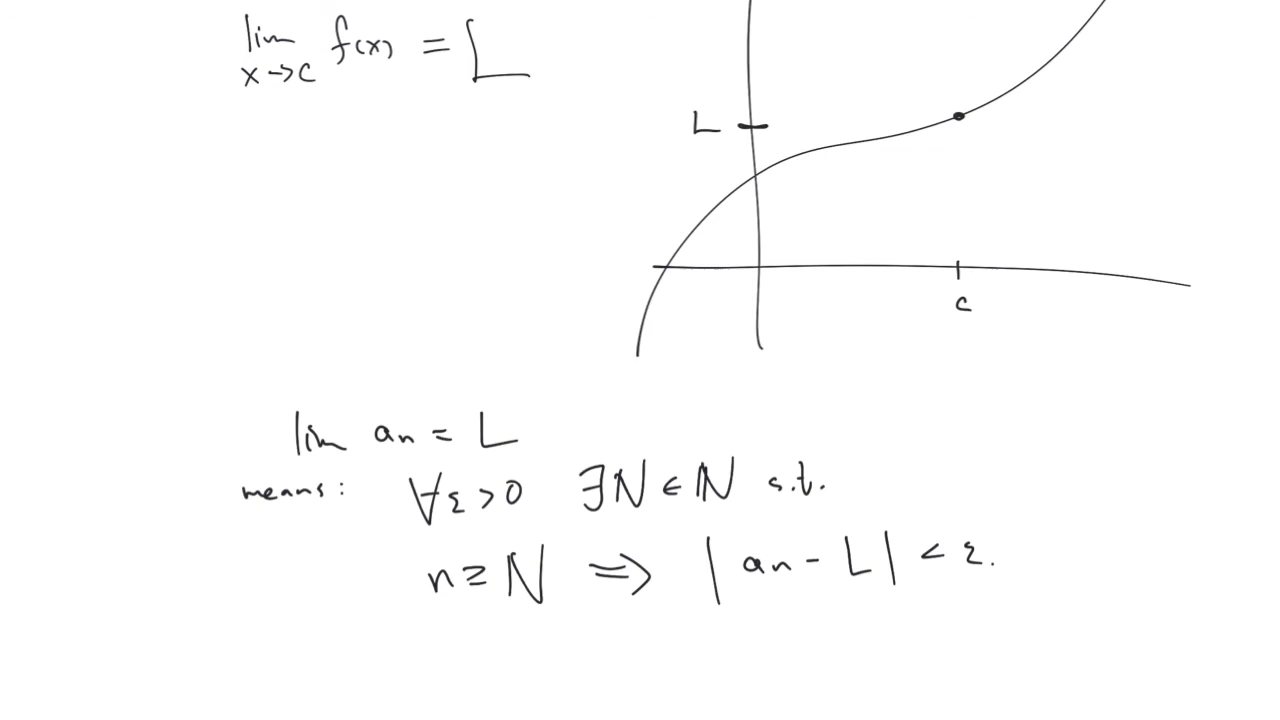 lim f(x) = L
x→c
L
c
lim an = L
means: ∀ε>0 ∃N∈ℕ s.t.
n≥N ⟹ |an - L| < ε.